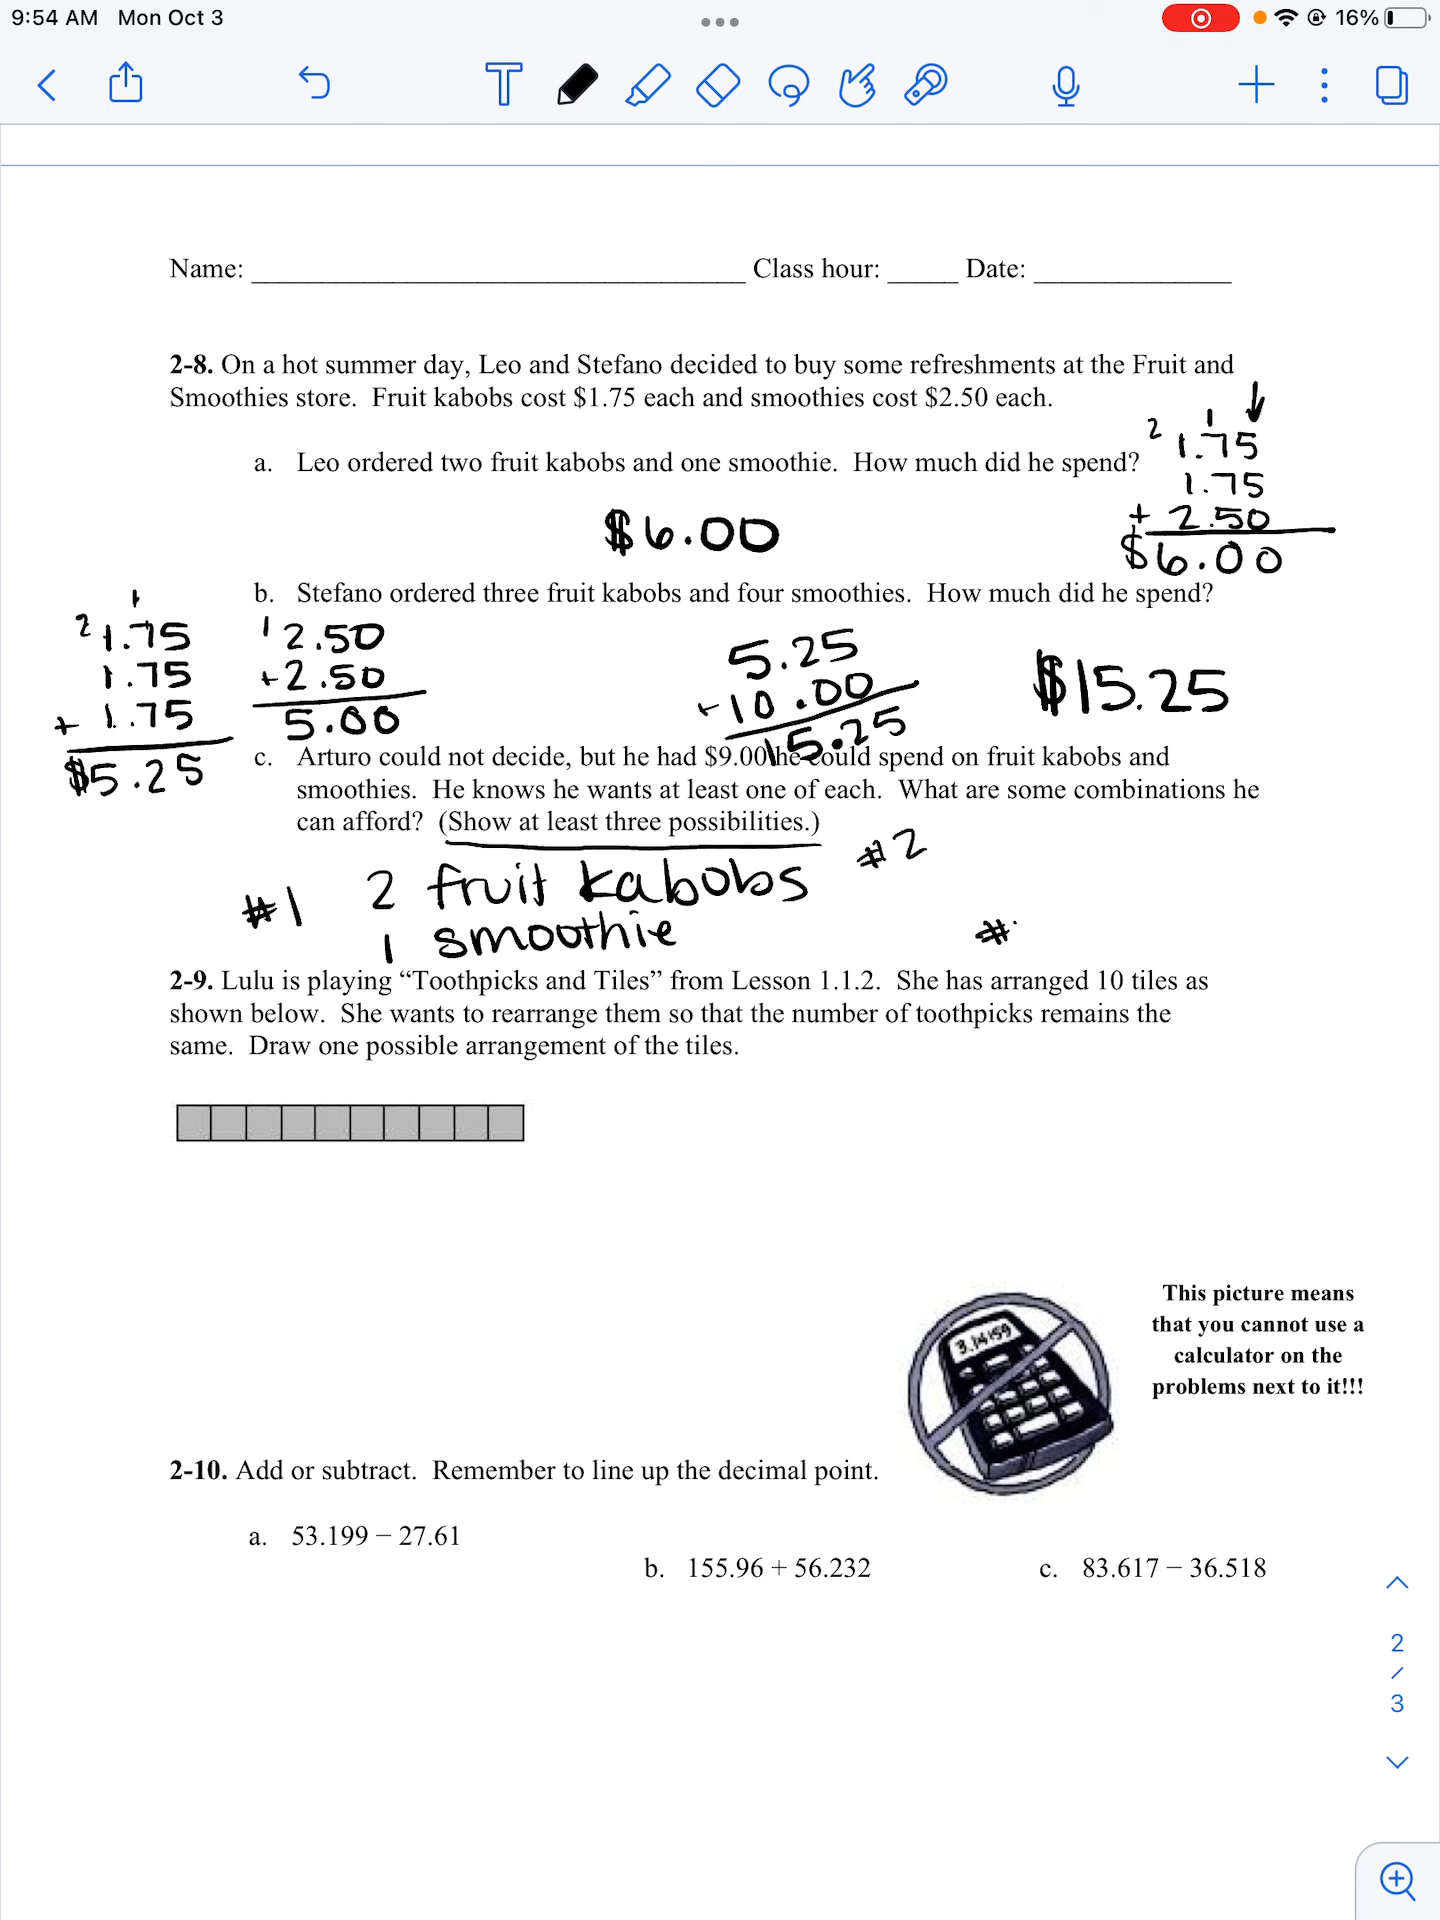 9:54 AM Mon Oct 3
16%
T
Name: Class hour: Date:
2-8. On a hot summer day, Leo and Stefano decided to buy some refreshments at the Fruit and
Smoothies store. Fruit kabobs cost $1.75 each and smoothies cost $2.50 each.
a. Leo ordered two fruit kabobs and one smoothie. How much did he spend?
2 1
1.75
1.75
+ 2.50
$6.00
$6.00
b. Stefano ordered three fruit kabobs and four smoothies. How much did he spend?
1
2 1.75
1.75
+ 1.75
$5.25
1 2.50
+2.50
5.00
5.25
+10.00
15.25
$15.25
c. Arturo could not decide, but he had $9.00 he could spend on fruit kabobs and
smoothies. He knows he wants at least one of each. What are some combinations he
can afford? (Show at least three possibilities.)
#1 2 fruit kabobs
1 smoothie
#2
#
2-9. Lulu is playing “Toothpicks and Tiles” from Lesson 1.1.2. She has arranged 10 tiles as
shown below. She wants to rearrange them so that the number of toothpicks remains the
same. Draw one possible arrangement of the tiles.
3.14159
This picture means
that you cannot use a
calculator on the
problems next to it!!!
2-10. Add or subtract. Remember to line up the decimal point.
a. 53.199 − 27.61
b. 155.96 + 56.232
c. 83.617 − 36.518
2
/
3